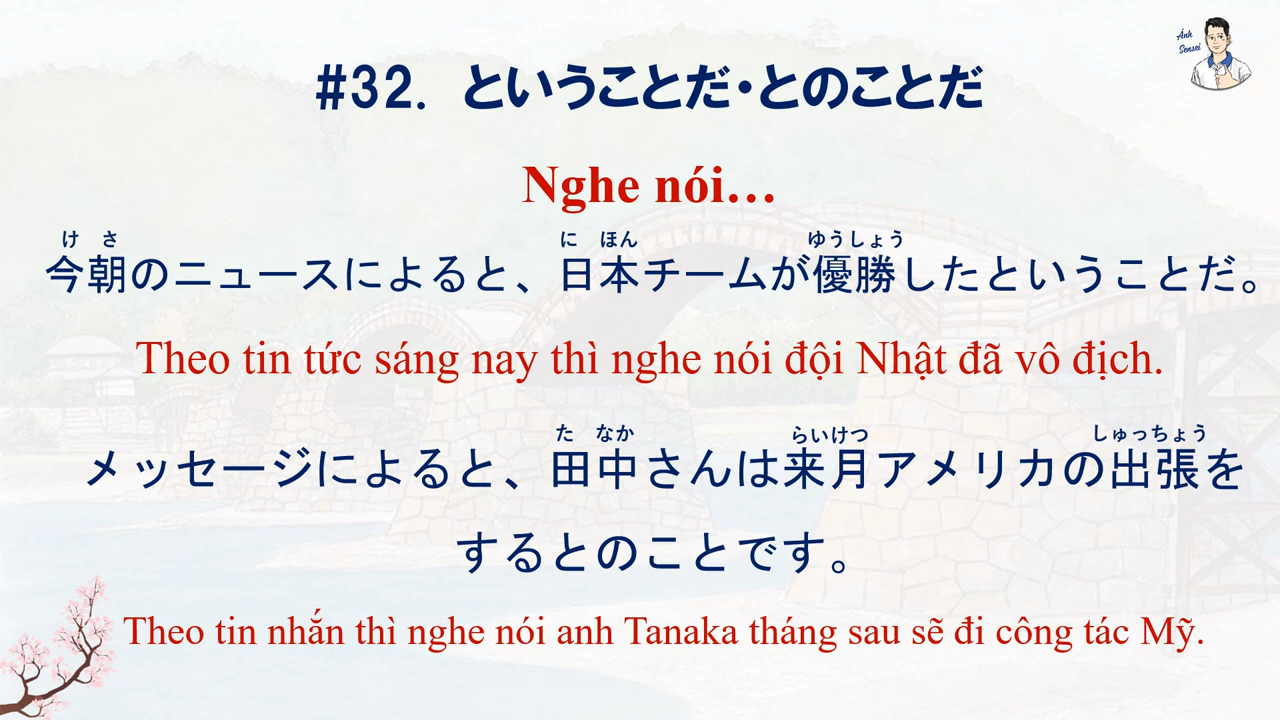 Ánh
Sensei
#32. ということだ・とのことだ
Nghe nói…
けさ にほん ゆうしょう
今朝のニュースによると、日本チームが優勝したということだ。
Theo tin tức sáng nay thì nghe nói đội Nhật đã vô địch.
たなか らいけつ しゅっちょう
メッセージによると、田中さんは来月アメリカの出張を
するとのことです。
Theo tin nhắn thì nghe nói anh Tanaka tháng sau sẽ đi công tác Mỹ.